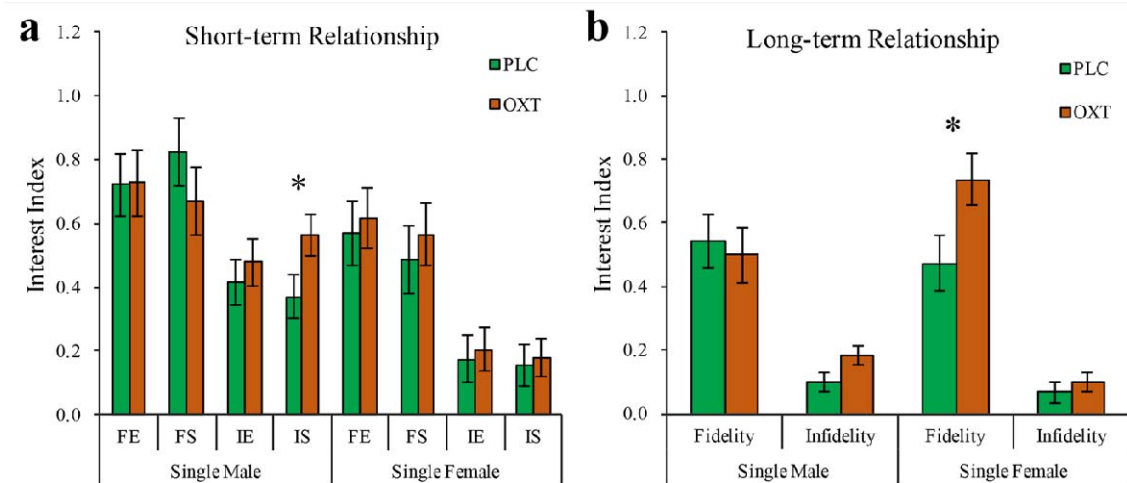 a
Short-term Relationship
PLC
OXT
*
Interest Index
1.2
1.0
0.8
0.6
0.4
0.2
0.0
FE FS IE IS FE FS IE IS
Single Male Single Female
b
Long-term Relationship
PLC
OXT
*
Interest Index
1.2
1.0
0.8
0.6
0.4
0.2
0.0
Fidelity Infidelity Fidelity Infidelity
Single Male Single Female